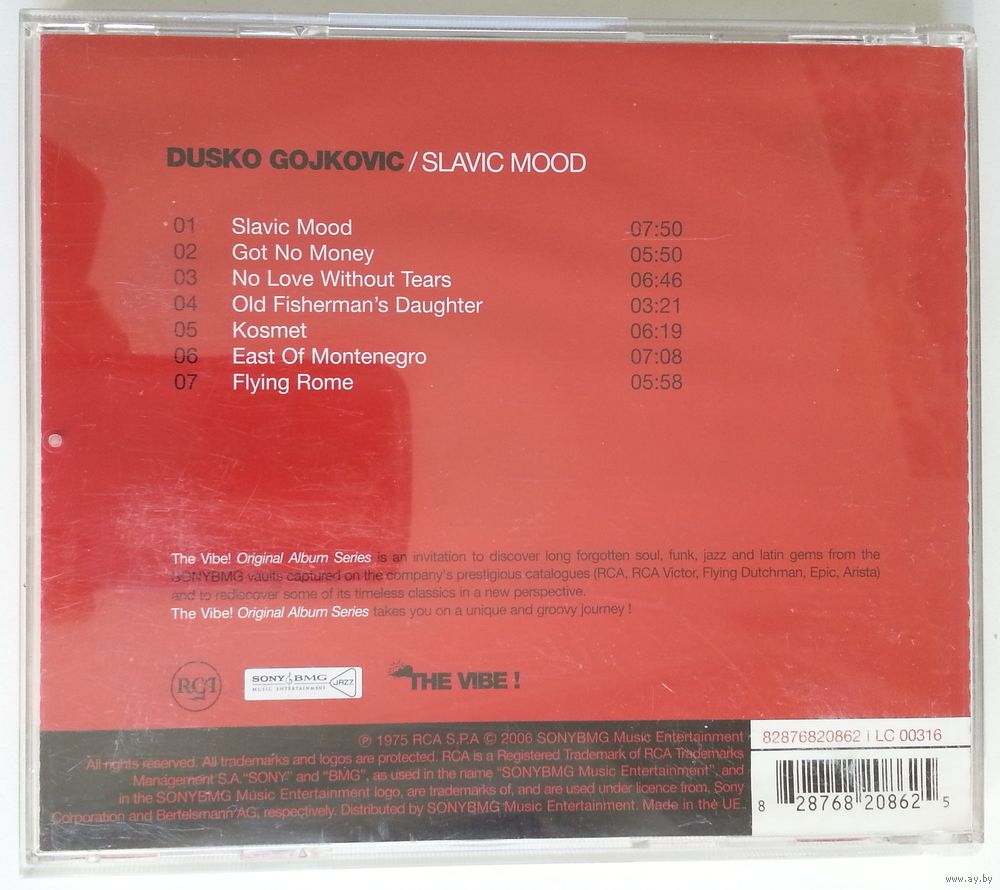 DUSKO GOJKOVIC / SLAVIC MOOD
01 Slavic Mood 07:50
02 Got No Money 05:50
03 No Love Without Tears 06:46
04 Old Fisherman's Daughter 03:21
05 Kosmet 06:19
06 East Of Montenegro 07:08
07 Flying Rome 05:58
The Vibe! Original Album Series is an invitation to discover long forgotten soul, funk, jazz and latin gems from the
SONYBMG vaults captured on the company's prestigious catalogues (RCA, RCA Victor, Flying Dutchman, Epic, Arista)
and to rediscover some of its timeless classics in a new perspective.
The Vibe! Original Album Series takes you on a unique and groovy journey !
RCA
SONY BMG
MUSIC ENTERTAINMENT
JAZZ
THE VIBE !
℗ 1975 RCA S.P.A © 2006 SONYBMG Music Entertainment
All rights reserved. All trademarks and logos are protected. RCA is a Registered Trademark of RCA Trademarks
Management S.A "SONY" and "BMG", as used in the name "SONYBMG Music Entertainment", and
in the SONYBMG Music Entertainment logo, are trademarks of, and are used under licence from, Sony
Corporation and Bertelsmann AG, respectively. Distributed by SONYBMG Music Entertainment. Made in the UE.
82876820862 | LC 00316
8 28768 20862 5
www.ay.by